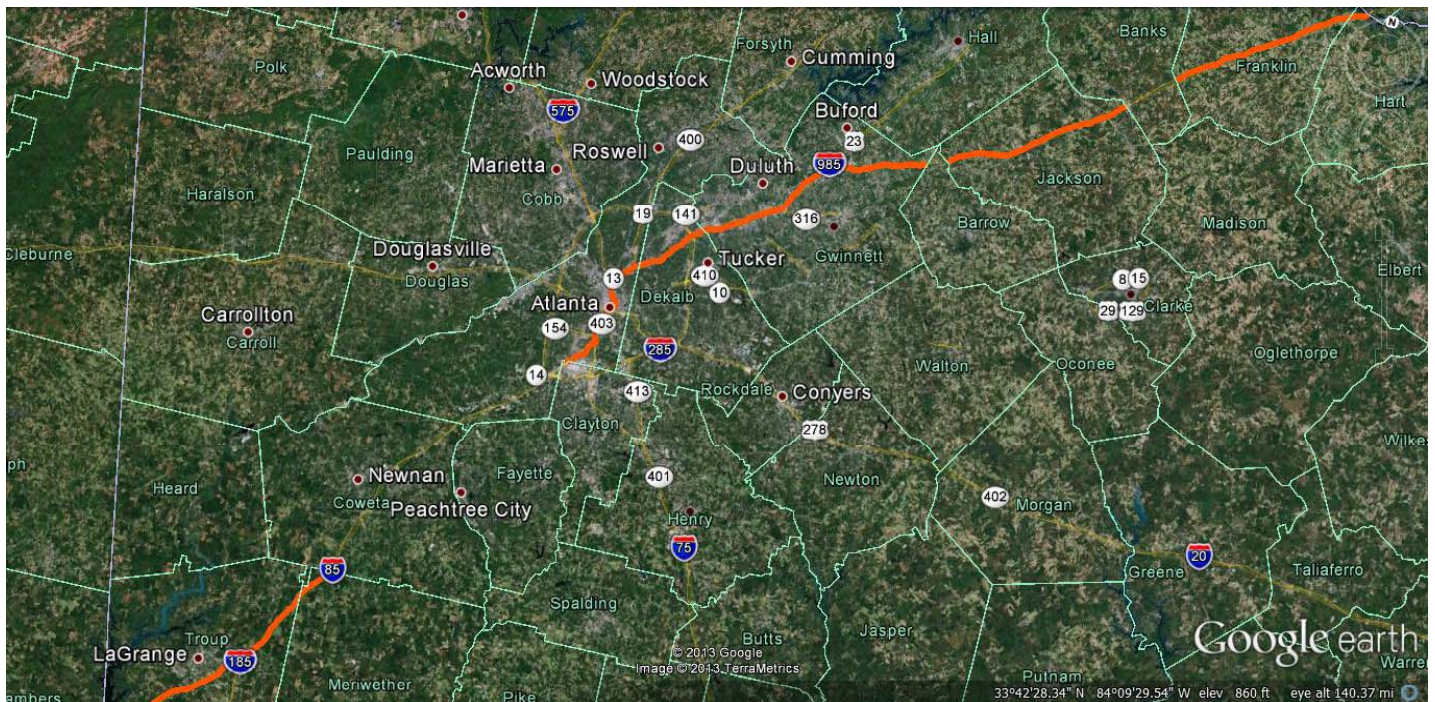 N
Hall
Banks
Forsyth
Cumming
Polk
Franklin
Acworth
Woodstock
Hart
575
Buford
23
400
Paulding
Roswell
Marietta
Duluth
985
Jackson
Haralson
Cobb
19
141
316
Barrow
Madison
Cleburne
Douglasville
Tucker
Gwinnett
Elbert
Douglas
13
410
8
15
Dekalb
10
Atlanta
Clarke
Carrollton
154
403
29
129
Carroll
285
Oglethorpe
Walton
Oconee
14
413
Rockdale
Conyers
Clayton
278
Wilkes
ph
Newnan
Fayette
401
Newton
Heard
Coweta
Peachtree City
402
Morgan
Henry
75
20
85
Greene
Taliaferro
Spalding
Troup
Butts
Jasper
Google earth
LaGrange
185
© 2013 Google
Image © 2013 TerraMetrics
Warren
Meriwether
Putnam
ambers
Pike
33°42'28.34" N 84°09'29.54" W elev 860 ft eye alt 140.37 mi